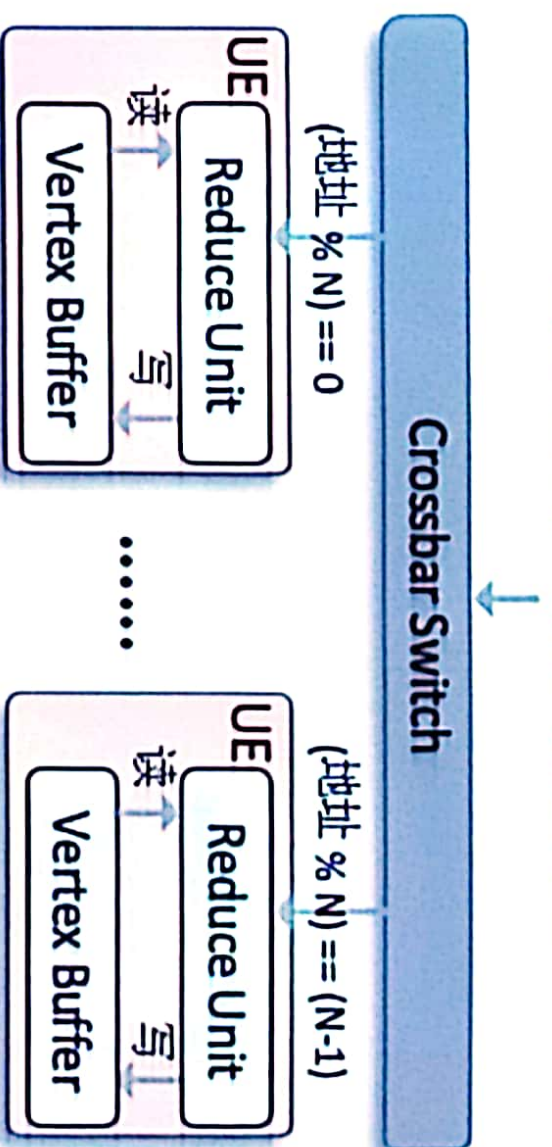 Crossbar Switch
(地址 % N) == 0
(地址 % N) == (N-1)
UE
Reduce Unit
读
写
Vertex Buffer
......
UE
Reduce Unit
读
写
Vertex Buffer